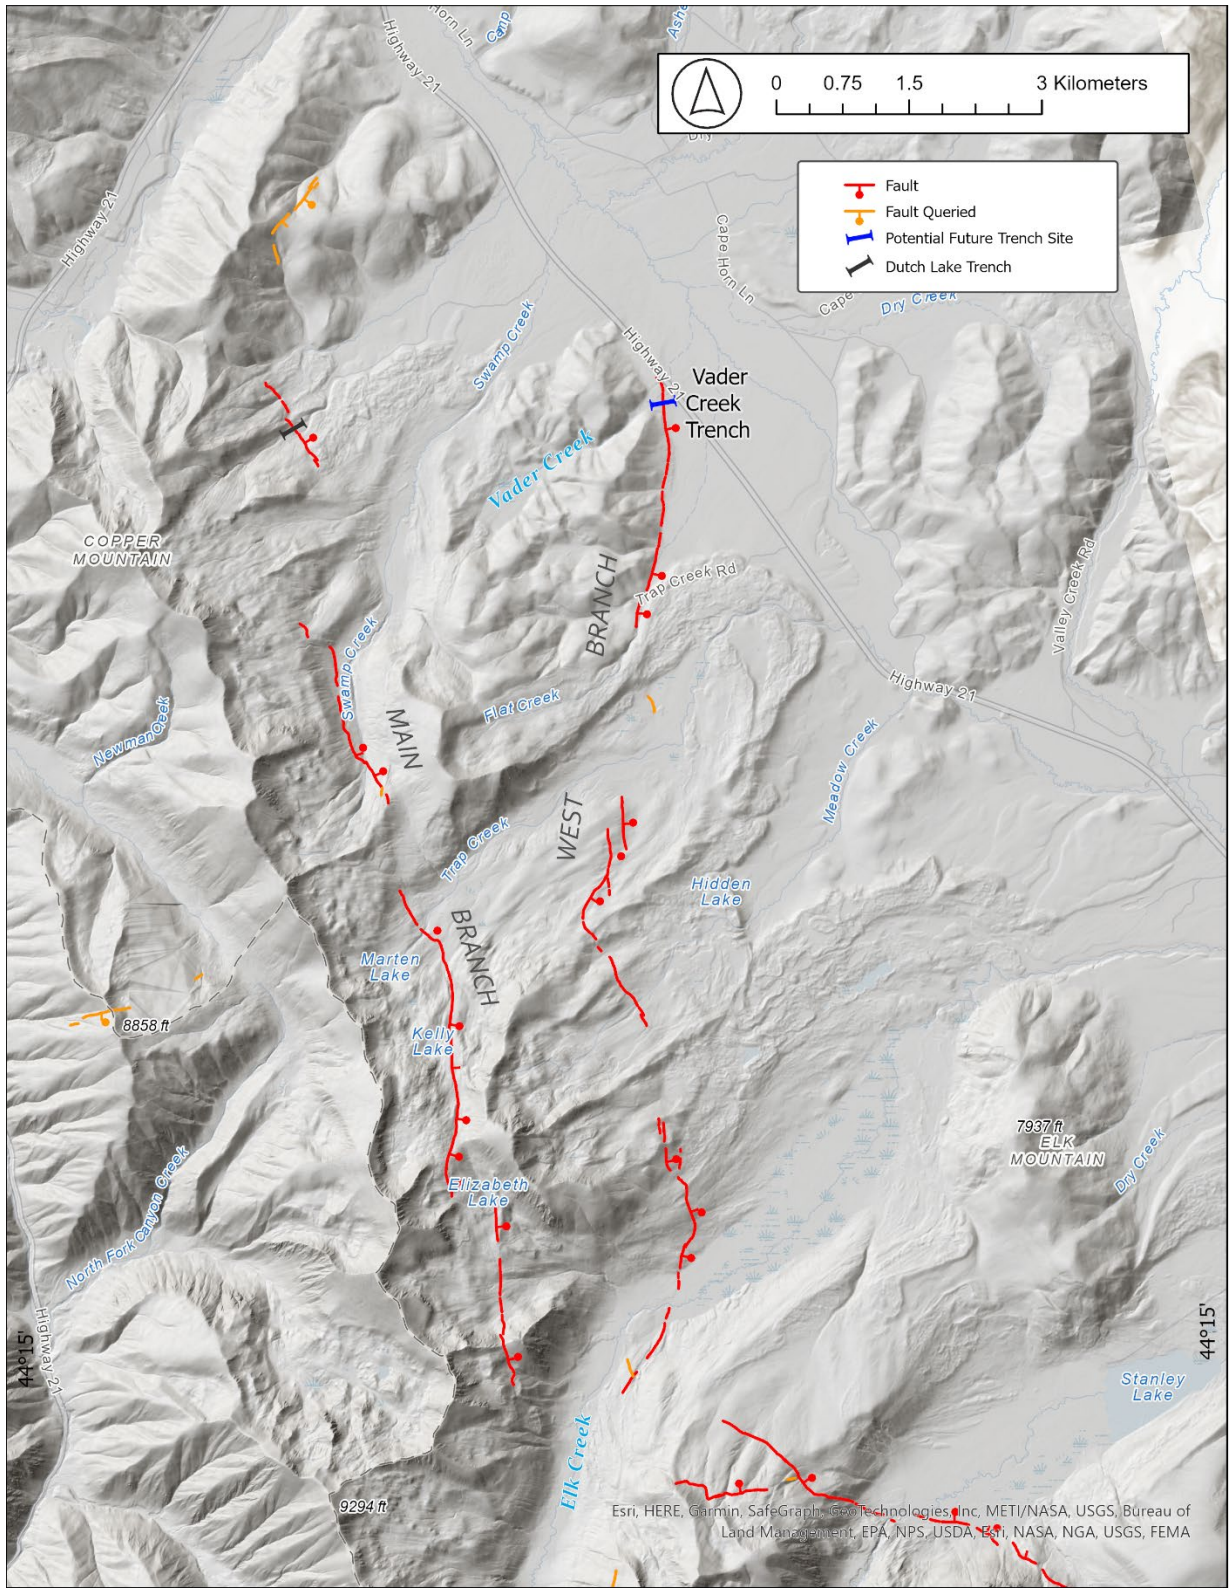 Horn Ln
Camp
Ashe
Highway 21
0 0.75 1.5 3 Kilometers
Dry
Fault
Fault Queried
Potential Future Trench Site
Dutch Lake Trench
Highway 21
Cape Horn Ln
Cape
Dry Creek
Swamp Creek
Highway 21
Vader
Creek
Trench
Vader Creek
COPPER
MOUNTAIN
BRANCH
Trap Creek Rd
Valley Creek Rd
Swamp Creek
Flat Creek
Highway 21
Newman
MAIN
Meadow Creek
WEST
Trap Creek
Hidden
Lake
BRANCH
Marten
Lake
8858 ft
Kelly
Lake
7937 ft
ELK
MOUNTAIN
Dry Creek
North Fork Canyon Creek
Elizabeth
Lake
Highway 21
44°15'
44°15'
Stanley
Lake
Elk Creek
9294 ft
Esri, HERE, Garmin, SafeGraph, GeoTechnologies, Inc, METI/NASA, USGS, Bureau of
Land Management, EPA, NPS, USDA, Esri, NASA, NGA, USGS, FEMA